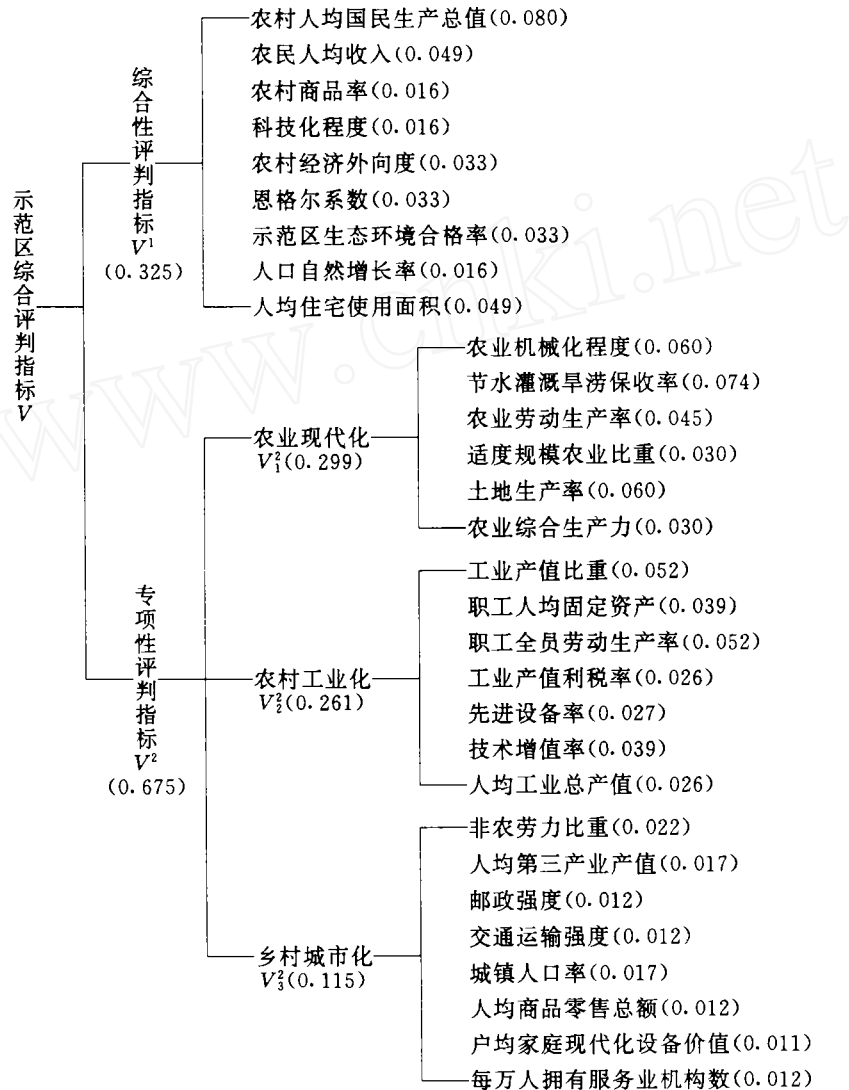 示范区综合评判指标V
综合性评判指标V¹
(0.325)
农村人均国民生产总值(0.080)
农民人均收入(0.049)
农村商品率(0.016)
科技化程度(0.016)
农村经济外向度(0.033)
恩格尔系数(0.033)
示范区生态环境合格率(0.033)
人口自然增长率(0.016)
人均住宅使用面积(0.049)
专项性评判指标V²
(0.675)
农业现代化
V₁²(0.299)
农业机械化程度(0.060)
节水灌溉旱涝保收率(0.074)
农业劳动生产率(0.045)
适度规模农业比重(0.030)
土地生产率(0.060)
农业综合生产力(0.030)
农村工业化
V₂²(0.261)
工业产值比重(0.052)
职工人均固定资产(0.039)
职工全员劳动生产率(0.052)
工业产值利税率(0.026)
先进设备率(0.027)
技术增值率(0.039)
人均工业总产值(0.026)
乡村城市化
V₃²(0.115)
非农劳力比重(0.022)
人均第三产业产值(0.017)
邮政强度(0.012)
交通运输强度(0.012)
城镇人口率(0.017)
人均商品零售总额(0.012)
户均家庭现代化设备价值(0.011)
每万人拥有服务业机构数(0.012)
www.cnki.net